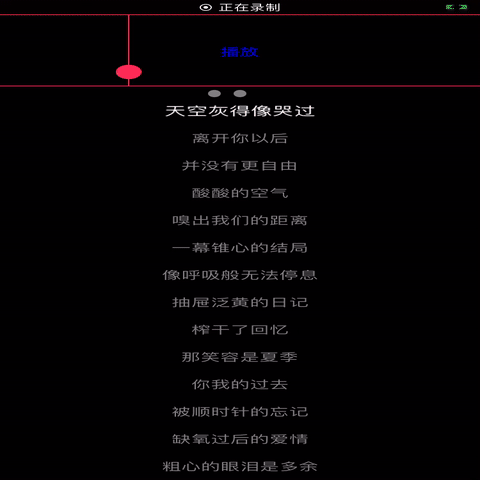 正在录制
播放
天空灰得像哭过
离开你以后
并没有更自由
酸酸的空气
嗅出我们的距离
一幕锥心的结局
像呼吸般无法停息
抽屉泛黄的日记
榨干了回忆
那笑容是夏季
你我的过去
被顺时针的忘记
缺氧过后的爱情
粗心的眼泪是多余